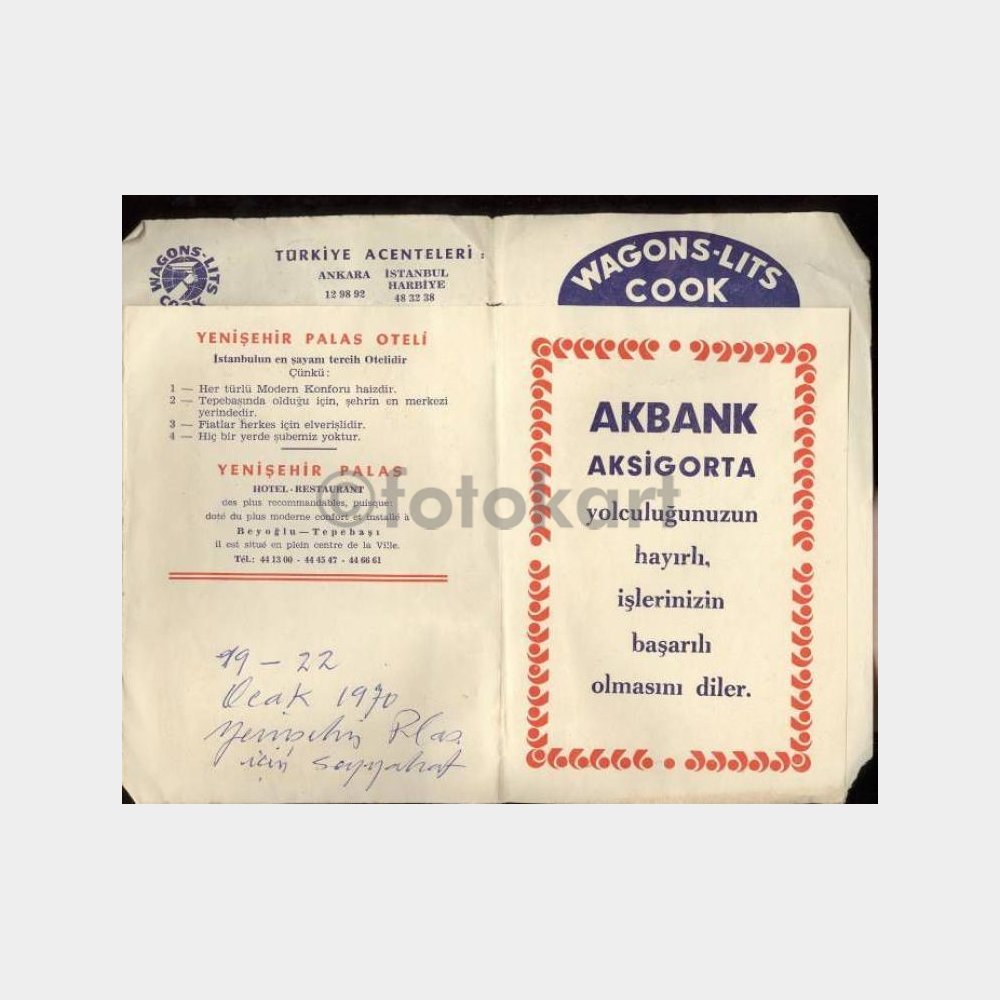 WAGONS-LITS
COOK
TÜRKİYE ACENTELERİ :
ANKARA İSTANBUL
HARBİYE
12 98 92 48 32 38
WAGONS-LITS
COOK
YENİŞEHİR PALAS OTELİ
İstanbulun en şayanı tercih Otelidir
Çünkü :
1 — Her türlü Modern Konforu haizdir.
2 — Tepebaşında olduğu için, şehrin en merkezi
yerindedir.
3 — Fiatlar herkes için elverişlidir.
4 — Hiç bir yerde şubemiz yoktur.
YENİŞEHİR PALAS
HOTEL - RESTAURANT
des plus recommandables, puisque:
doté du plus moderne confort et installé à
Beyoğlu — Tepebaşı
il est situé en plein centre de la Ville.
Tél.: 44 13 00 - 44 45 47 - 44 66 61
19 - 22
Ocak 1970
Yenişehir Plas
için seyyahat
AKBANK
AKSİGORTA
yolculuğunuzun
hayırlı,
işlerinizin
başarılı
olmasını diler.
©fotokart